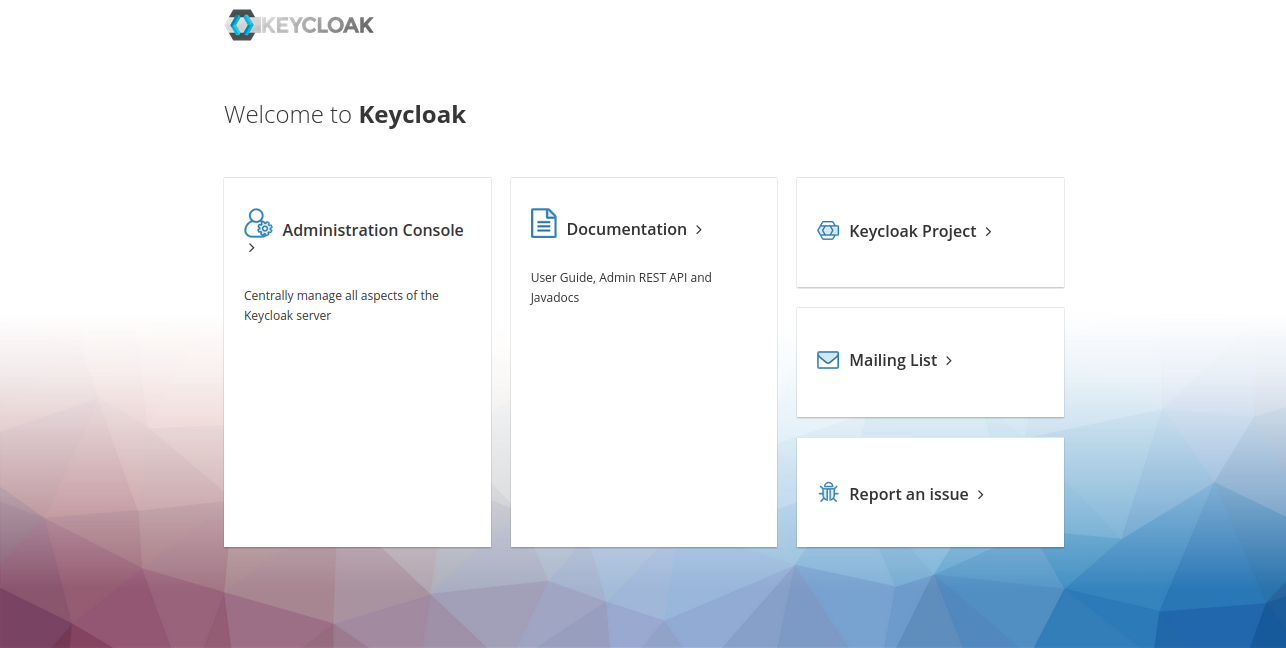 KEYCLOAK
Welcome to Keycloak
Administration Console
Centrally manage all aspects of the
Keycloak server
Documentation
User Guide, Admin REST API and
Javadocs
Keycloak Project
Mailing List
Report an issue